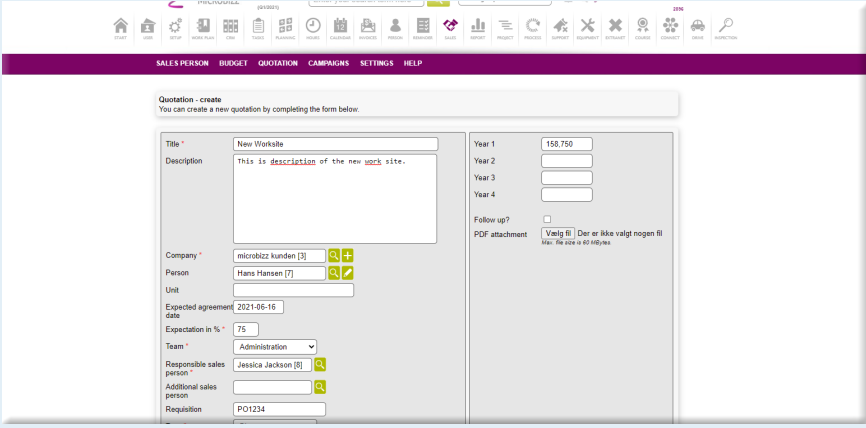 MICROBIZZ
START USER SETUP WORK PLAN CRM TASKS PLANNING HOURS CALENDAR INVOICES PERSON REMINDER SALES REPORT PROJECT PROCESS SUPPORT EQUIPMENT EXTRANET COURSE CONNECT DRIVE INSPECTION
SALES PERSON BUDGET QUOTATION CAMPAIGNS SETTINGS HELP
Quotation - create
You can create a new quotation by completing the form below.
Title * New Worksite
Description This is description of the new work site.
Company * microbizz kunden [3]
Person Hans Hansen [7]
Unit
Expected agreement 2021-06-16
date
Expectation in % * 75
Team * Administration
Responsible sales Jessica Jackson [8]
person *
Additional sales
person
Requisition PO1234
Year 1 158,750
Year 2
Year 3
Year 4
Follow up?
PDF attachment Vælg fil Der er ikke valgt nogen fil
Max. file size is 60 MBytes.